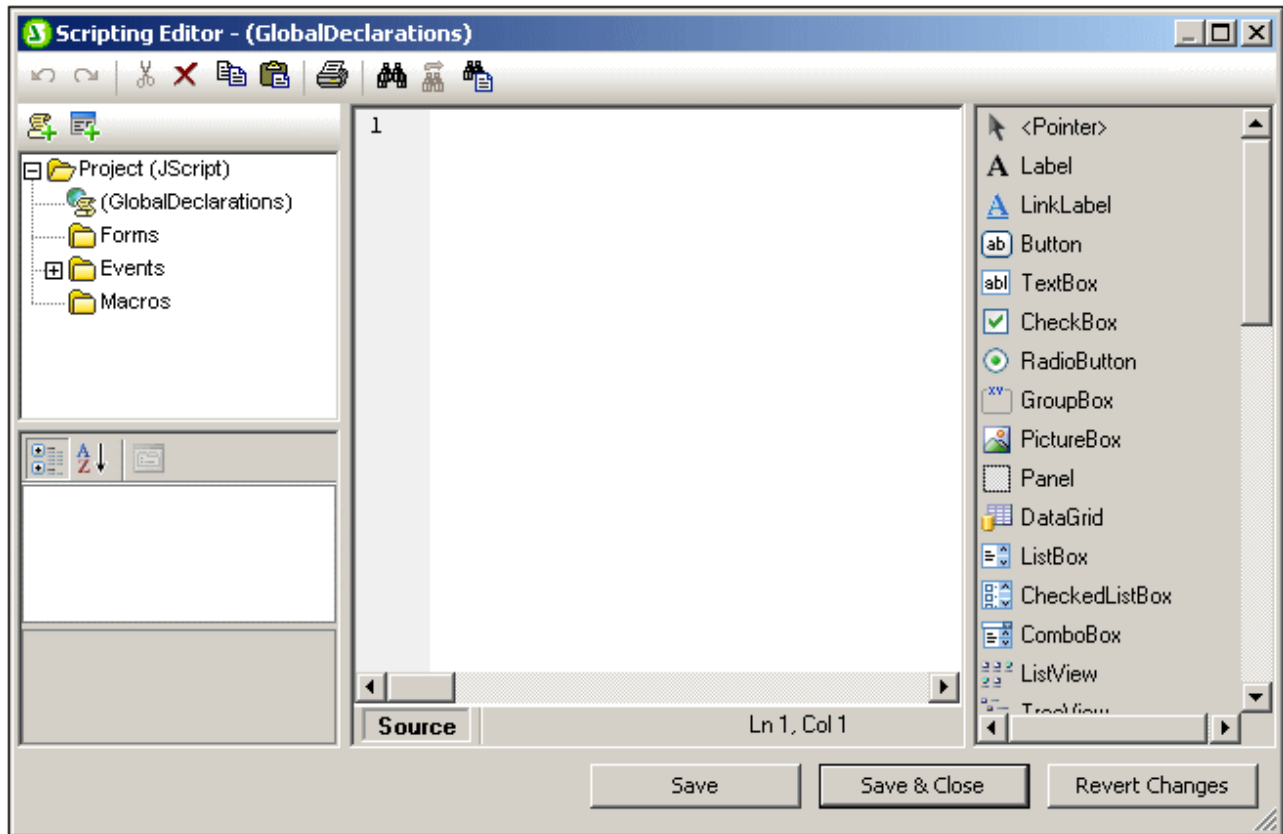 Scripting Editor - (GlobalDeclarations)
Project (JScript)
(GlobalDeclarations)
Forms
Events
Macros
1
Source
Ln 1, Col 1
<Pointer>
Label
LinkLabel
Button
TextBox
CheckBox
RadioButton
GroupBox
PictureBox
Panel
DataGrid
ListBox
CheckedListBox
ComboBox
ListView
TreeView
Save
Save & Close
Revert Changes